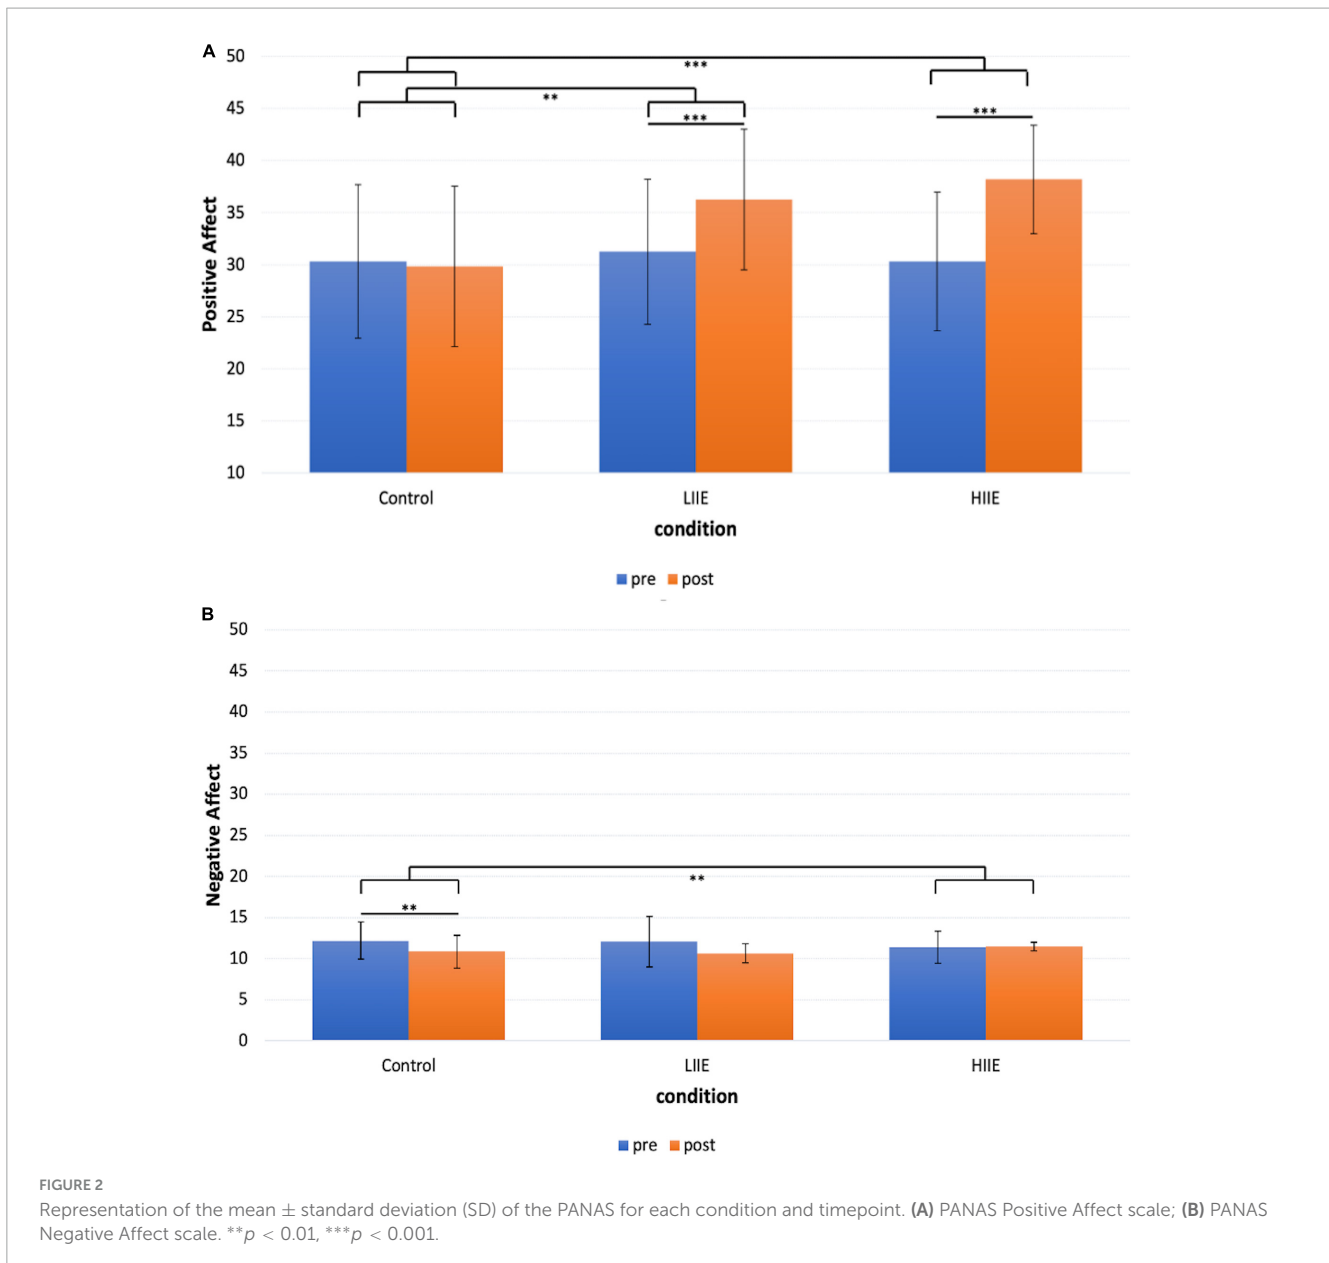 A
50
***
**
45
***
***
40
35
30
25
20
15
10
Positive Affect
Control LIIE HIIE
condition
pre post
B
50
45
40
35
30
25
20
**
15
**
10
5
0
Negative Affect
Control LIIE HIIE
condition
pre post
FIGURE 2
Representation of the mean ± standard deviation (SD) of the PANAS for each condition and timepoint. (A) PANAS Positive Affect scale; (B) PANAS
Negative Affect scale. **p < 0.01, ***p < 0.001.